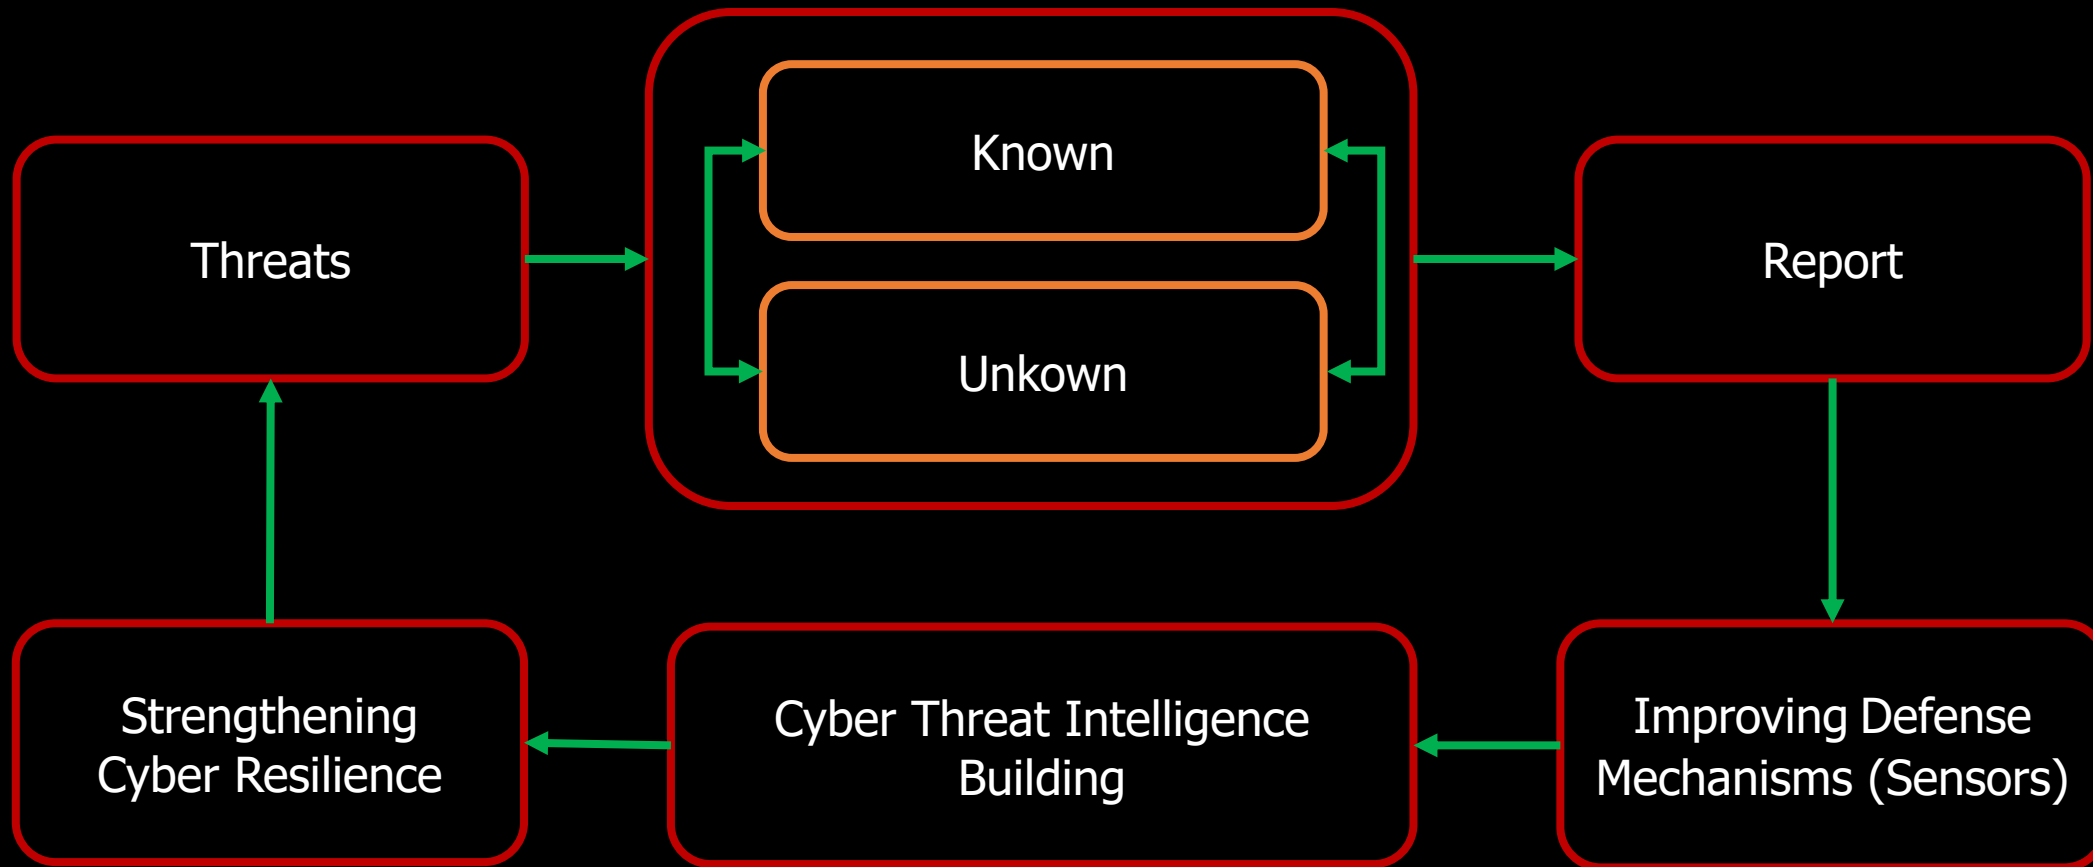 Known
Threats
Report
Unkown
Strengthening
Cyber Resilience
Cyber Threat Intelligence
Building
Improving Defense
Mechanisms (Sensors)